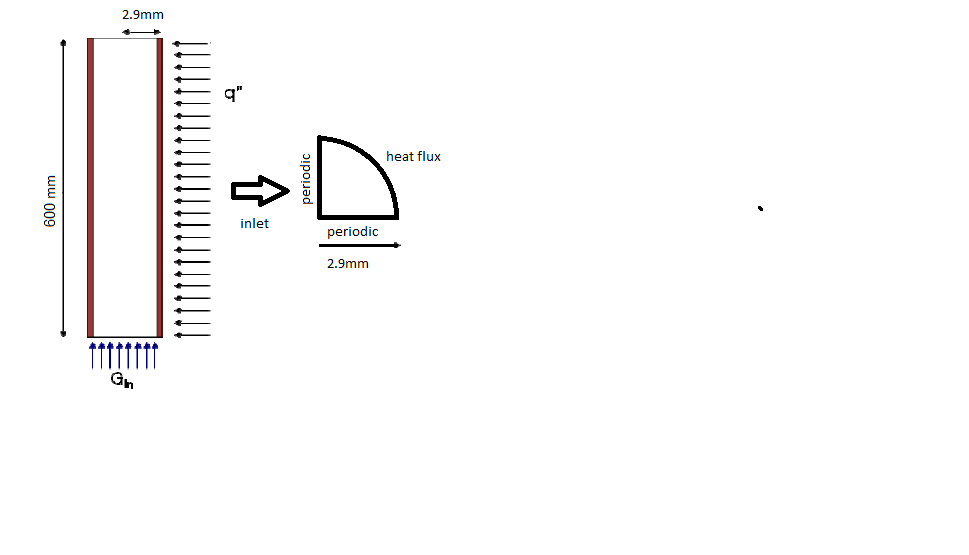 2.9mm
q"
600 mm
periodic
heat flux
inlet
periodic
2.9mm
Gin